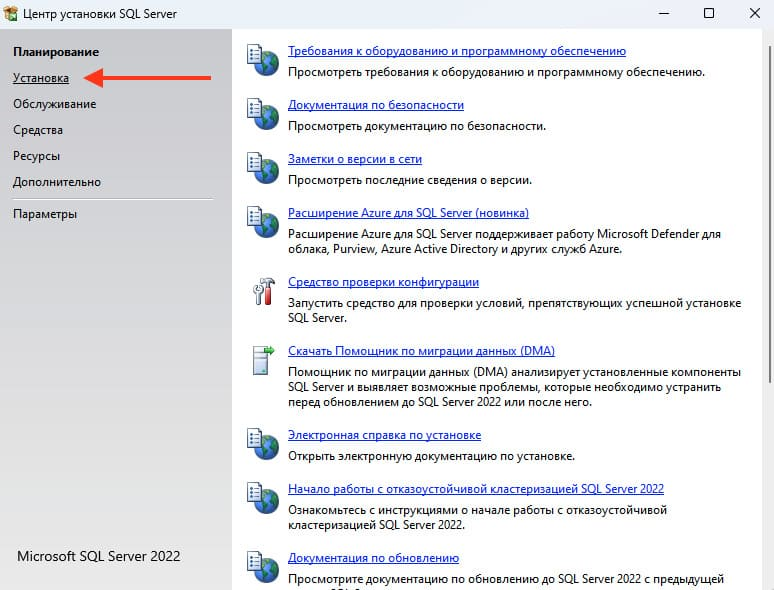 Центр установки SQL Server
Планирование
Установка
Обслуживание
Средства
Ресурсы
Дополнительно
Параметры
Microsoft SQL Server 2022
Требования к оборудованию и программному обеспечению
Просмотреть требования к оборудованию и программному обеспечению.
Документация по безопасности
Просмотреть документацию по безопасности.
Заметки о версии в сети
Просмотреть последние сведения о версии.
Расширение Azure для SQL Server (новинка)
Расширение Azure для SQL Server поддерживает работу Microsoft Defender для
облака, Purview, Azure Active Directory и других служб Azure.
Средство проверки конфигурации
Запустить средство для проверки условий, препятствующих успешной установке
SQL Server.
Скачать Помощник по миграции данных (DMA)
Помощник по миграции данных (DMA) анализирует установленные компоненты
SQL Server и выявляет возможные проблемы, которые необходимо устранить
перед обновлением до SQL Server 2022 или после него.
Электронная справка по установке
Открыть электронную документацию по установке.
Начало работы с отказоустойчивой кластеризацией SQL Server 2022
Ознакомьтесь с инструкциями о начале работы с отказоустойчивой
кластеризацией SQL Server 2022.
Документация по обновлению
Просмотрите документацию по обновлению до SQL Server 2022 с предыдущей